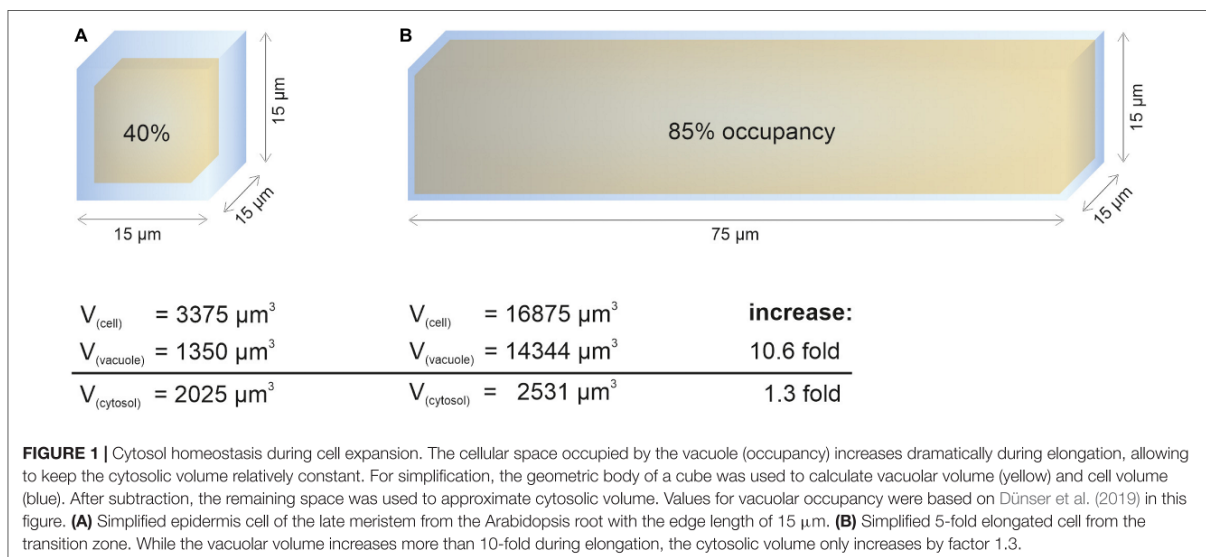 A
B
40%
85% occupancy
15 µm
15 µm
15 µm
15 µm
15 µm
75 µm
V(cell) = 3375 µm³
V(cell) = 16875 µm³
increase:
V(vacuole) = 1350 µm³
V(vacuole) = 14344 µm³
10.6 fold
V(cytosol) = 2025 µm³
V(cytosol) = 2531 µm³
1.3 fold
FIGURE 1 | Cytosol homeostasis during cell expansion. The cellular space occupied by the vacuole (occupancy) increases dramatically during elongation, allowing
to keep the cytosolic volume relatively constant. For simplification, the geometric body of a cube was used to calculate vacuolar volume (yellow) and cell volume
(blue). After subtraction, the remaining space was used to approximate cytosolic volume. Values for vacuolar occupancy were based on Dünser et al. (2019) in this
figure. (A) Simplified epidermis cell of the late meristem from the Arabidopsis root with the edge length of 15 µm. (B) Simplified 5-fold elongated cell from the
transition zone. While the vacuolar volume increases more than 10-fold during elongation, the cytosolic volume only increases by factor 1.3.